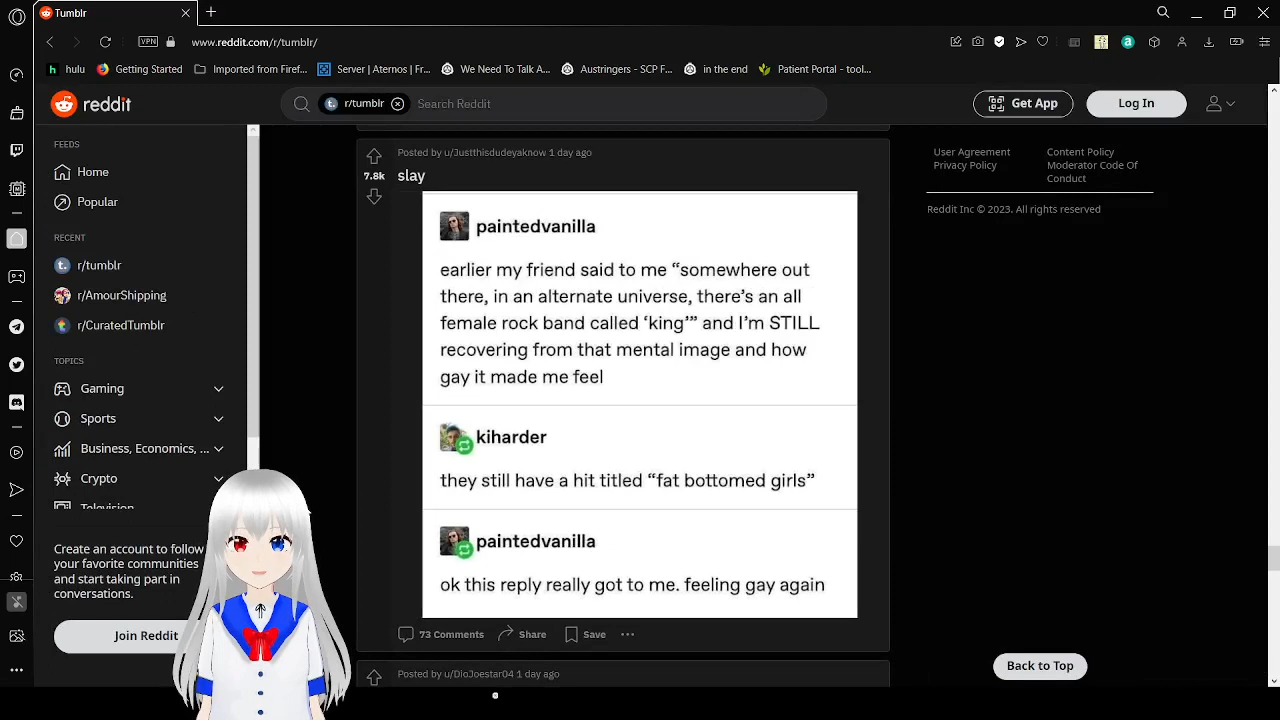 Tumblr
VPN
www.reddit.com/r/tumblr/
hulu
Getting Started
Imported from Firef...
Server | Aternos | Fr...
We Need To Talk A...
Austringers - SCP F...
in the end
Patient Portal - tool...
reddit
r/tumblr
Search Reddit
Get App
Log In
FEEDS
Home
Popular
RECENT
r/tumblr
r/AmourShipping
r/CuratedTumblr
TOPICS
Gaming
Sports
Business, Economics, ...
Crypto
Television
Create an account to follow
your favorite communities
and start taking part in
conversations.
Join Reddit
Posted by u/Justthisdudeyaknow 1 day ago
7.8k
slay
paintedvanilla
earlier my friend said to me “somewhere out
there, in an alternate universe, there’s an all
female rock band called ‘king’” and I’m STILL
recovering from that mental image and how
gay it made me feel
kiharder
they still have a hit titled “fat bottomed girls”
paintedvanilla
ok this reply really got to me. feeling gay again
73 Comments
Share
Save
Posted by u/DioJoestar04 1 day ago
User Agreement
Privacy Policy
Content Policy
Moderator Code Of
Conduct
Reddit Inc © 2023. All rights reserved
Back to Top